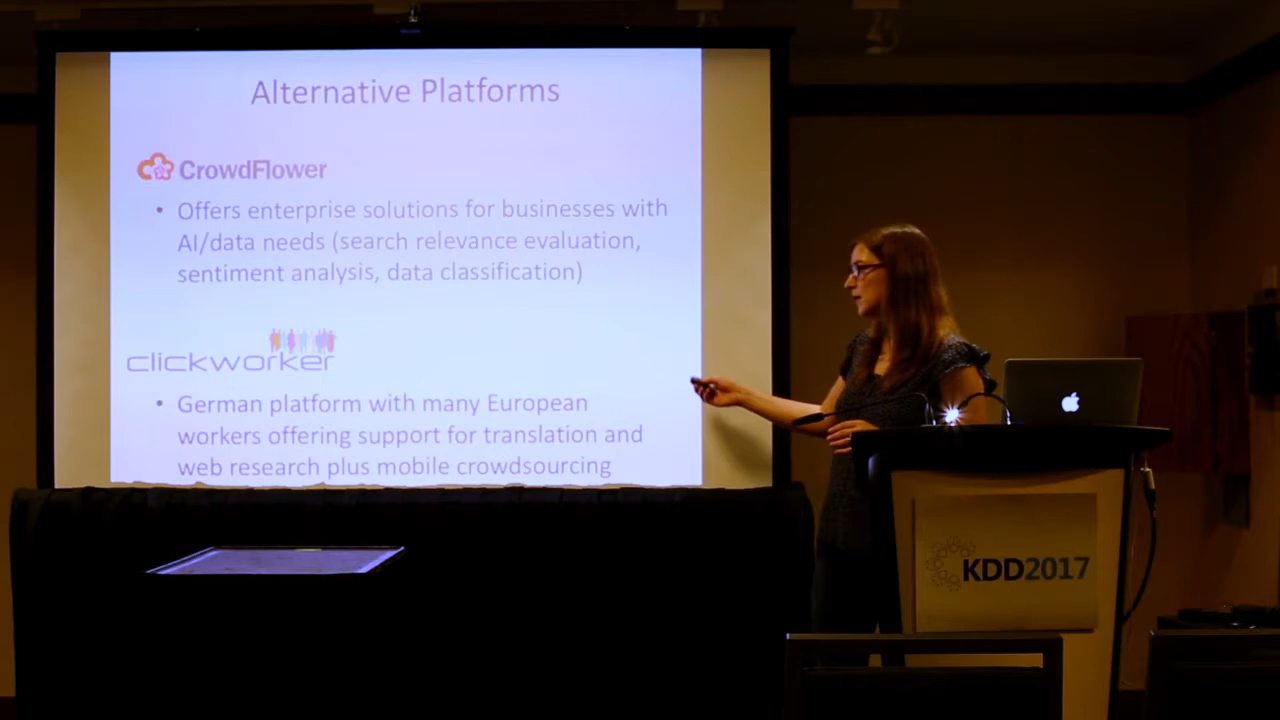 Alternative Platforms
CrowdFlower
• Offers enterprise solutions for businesses with
AI/data needs (search relevance evaluation,
sentiment analysis, data classification)
clickworker
• German platform with many European
workers offering support for translation and
web research plus mobile crowdsourcing
KDD2017